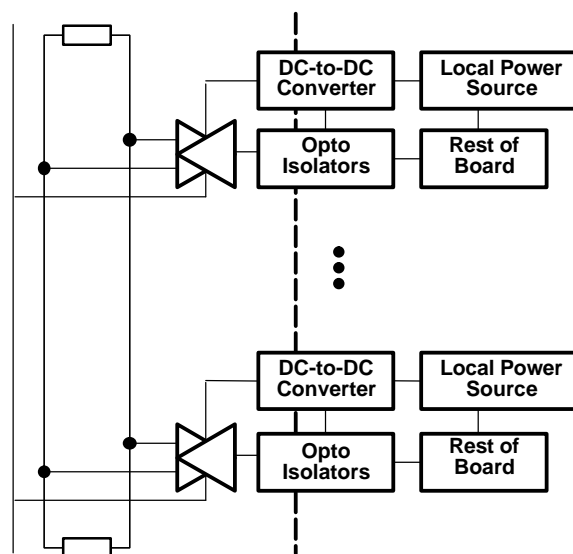 DC-to-DC
Converter
Local Power
Source
Opto
Isolators
Rest of
Board
DC-to-DC
Converter
Local Power
Source
Opto
Isolators
Rest of
Board